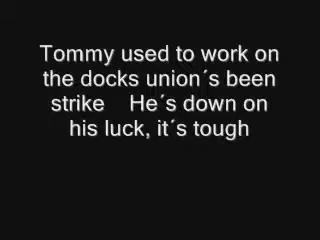 Tommy used to work on
the docks union´s been
strike    He´s down on
his luck, it´s tough